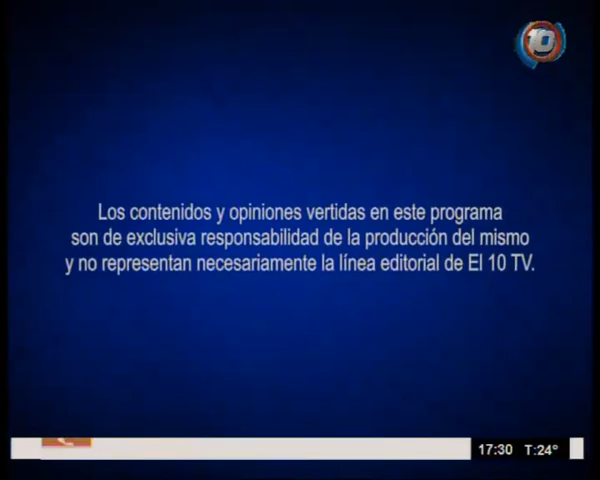 10
Los contenidos y opiniones vertidas en este programa
son de exclusiva responsabilidad de la producción del mismo
y no representan necesariamente la línea editorial de El 10 TV.
17:30 T:24°